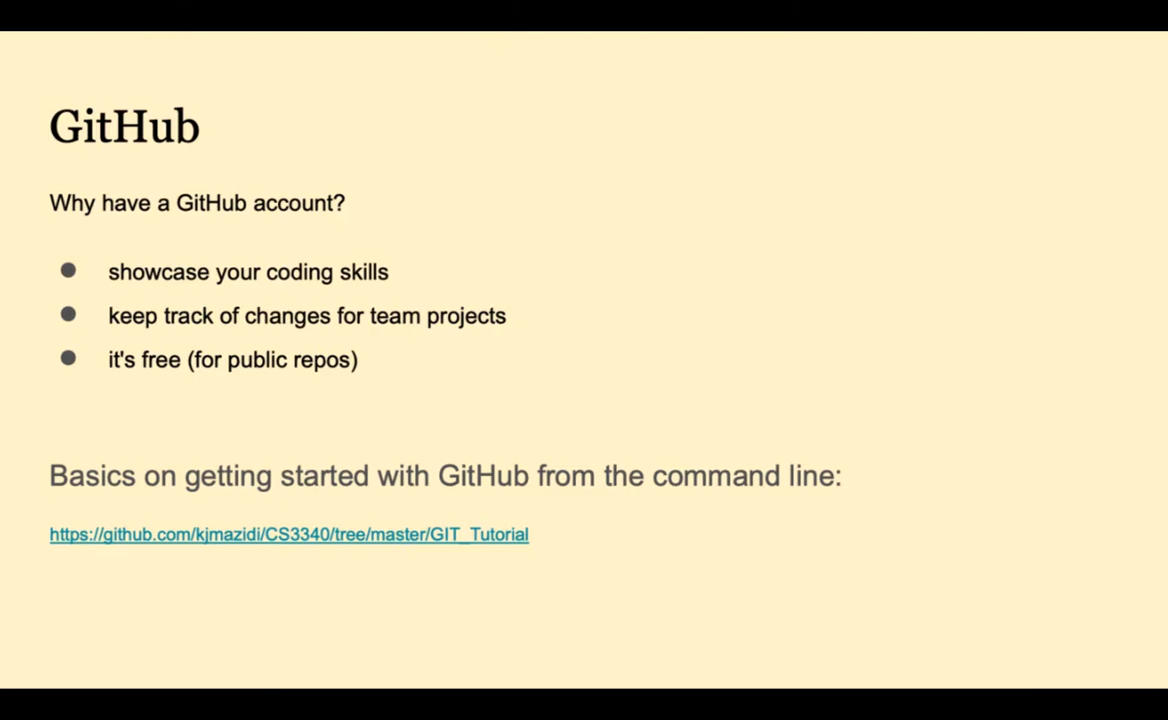 GitHub
Why have a GitHub account?
● showcase your coding skills
● keep track of changes for team projects
● it's free (for public repos)
Basics on getting started with GitHub from the command line:
https://github.com/kjmazidi/CS3340/tree/master/GIT_Tutorial